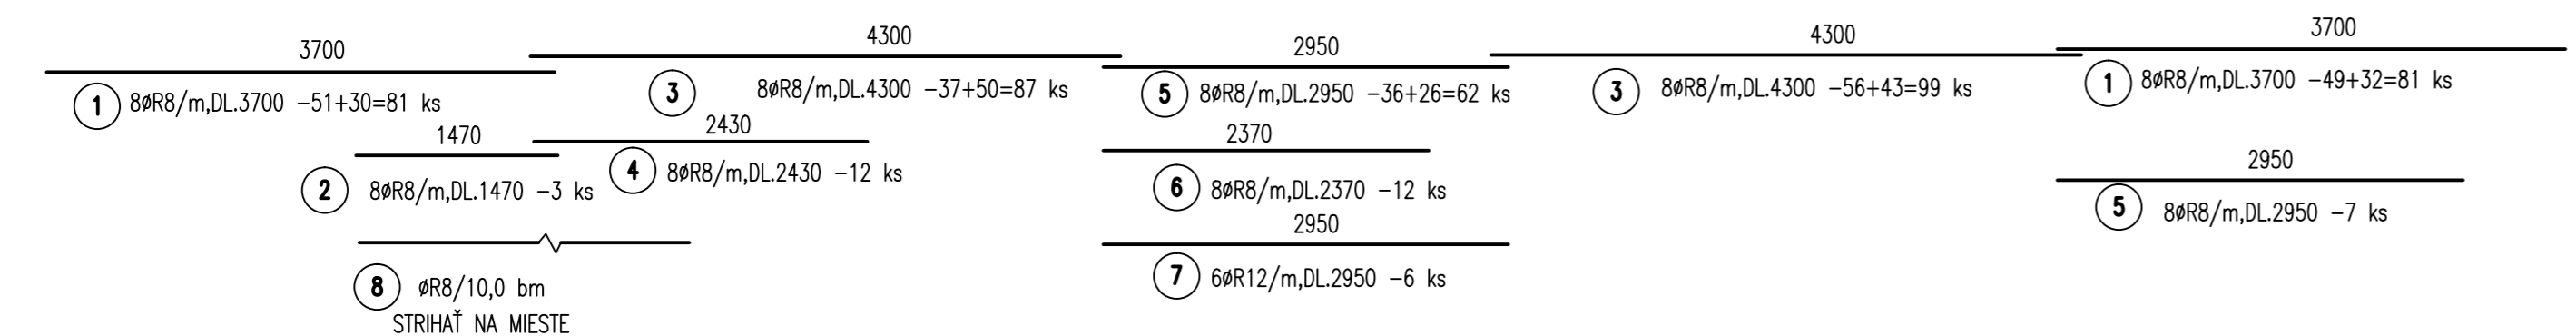 3700
1 8øR8/m,DL.3700 -51+30=81 ks
4300
3 8øR8/m,DL.4300 -37+50=87 ks
2950
5 8øR8/m,DL.2950 -36+26=62 ks
4300
3 8øR8/m,DL.4300 -56+43=99 ks
3700
1 8øR8/m,DL.3700 -49+32=81 ks
1470
2 8øR8/m,DL.1470 -3 ks
2430
4 8øR8/m,DL.2430 -12 ks
2370
6 8øR8/m,DL.2370 -12 ks
2950
5 8øR8/m,DL.2950 -7 ks
8 øR8/10,0 bm
STRIHAŤ NA MIESTE
2950
7 6øR12/m,DL.2950 -6 ks